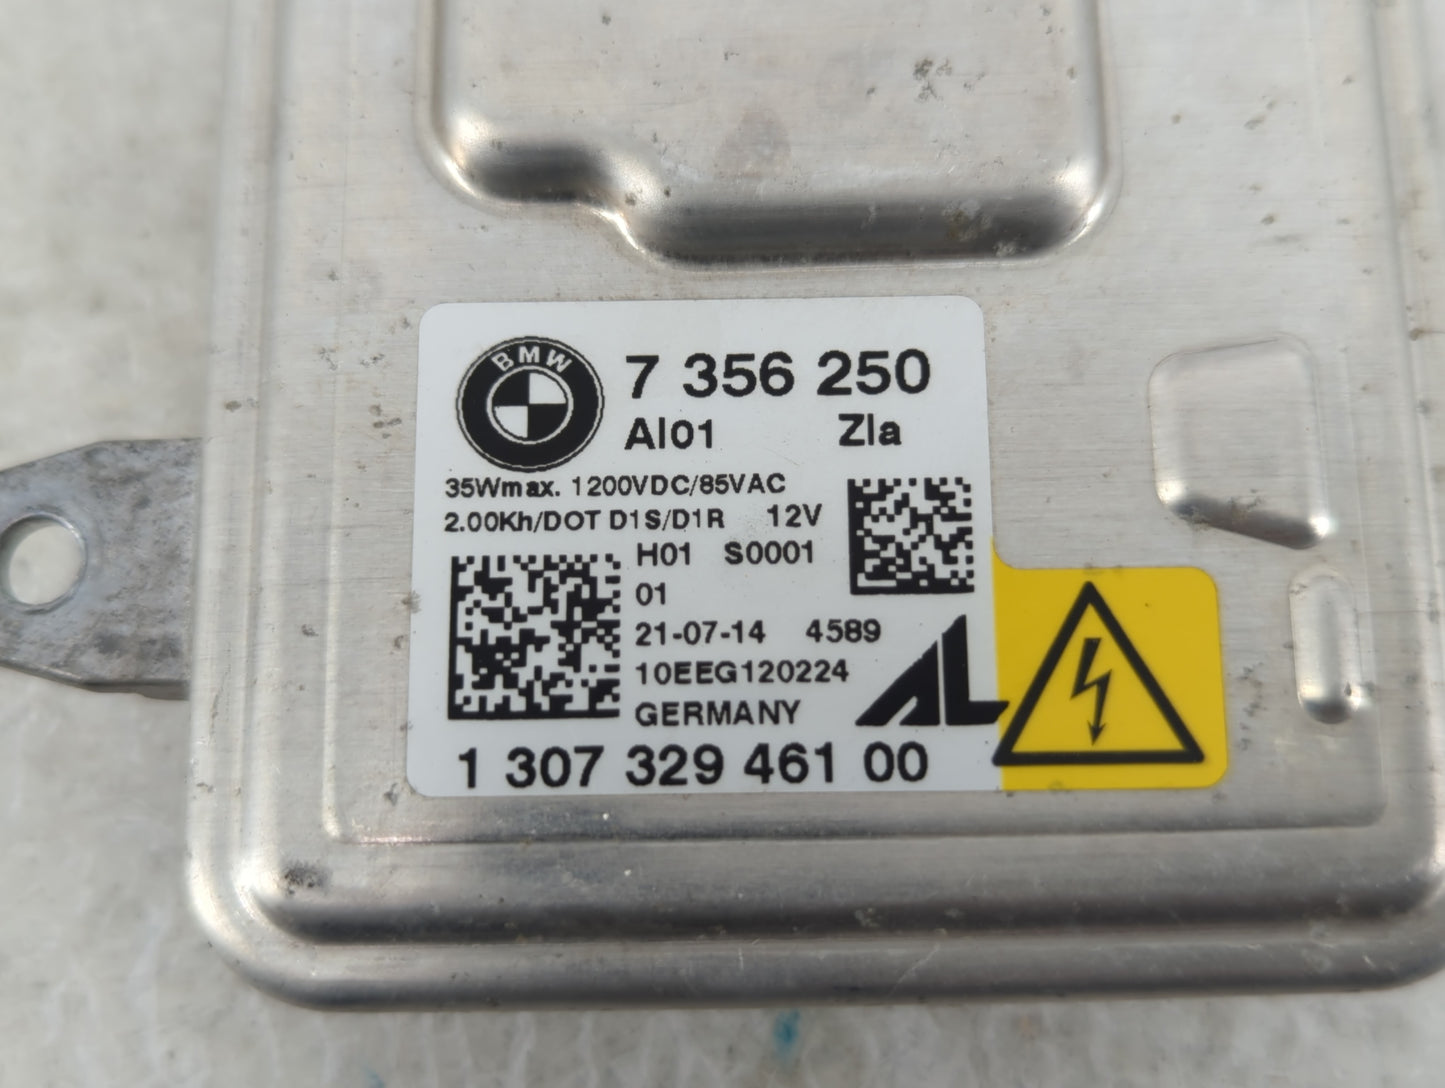 BMW
7 356 250
AI01 ZIa
35Wmax. 1200VDC/85VAC
2.00Kh/DOT D1S/D1R 12V
H01 S0001
01
21-07-14 4589
10EEG120224
GERMANY
AL
1 307 329 461 00